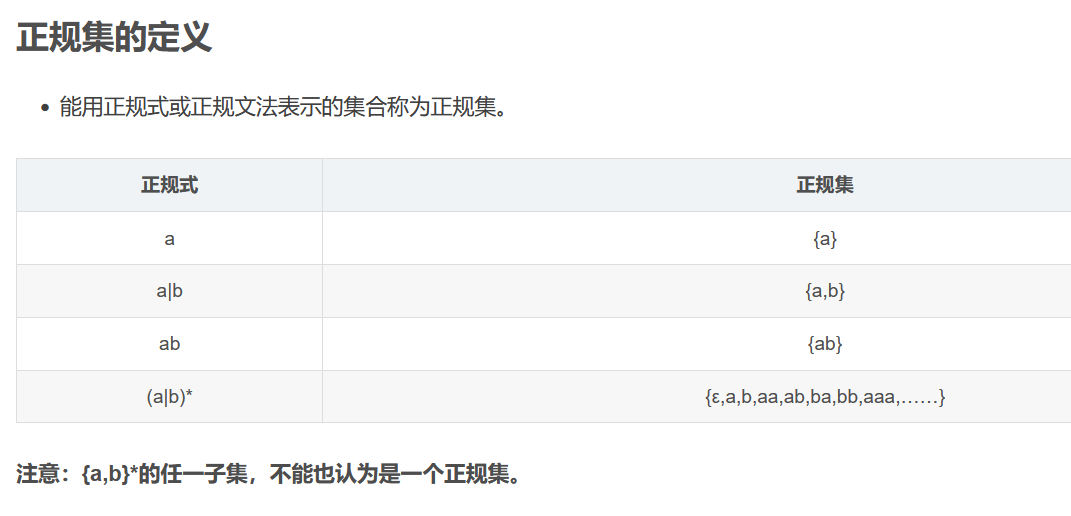 正规集的定义
• 能用正规式或正规文法表示的集合称为正规集。
正规式 正规集
a {a}
a|b {a,b}
ab {ab}
(a|b)* {ε,a,b,aa,ab,ba,bb,aaa,……}
注意：{a,b}*的任一子集，不能也认为是一个正规集。